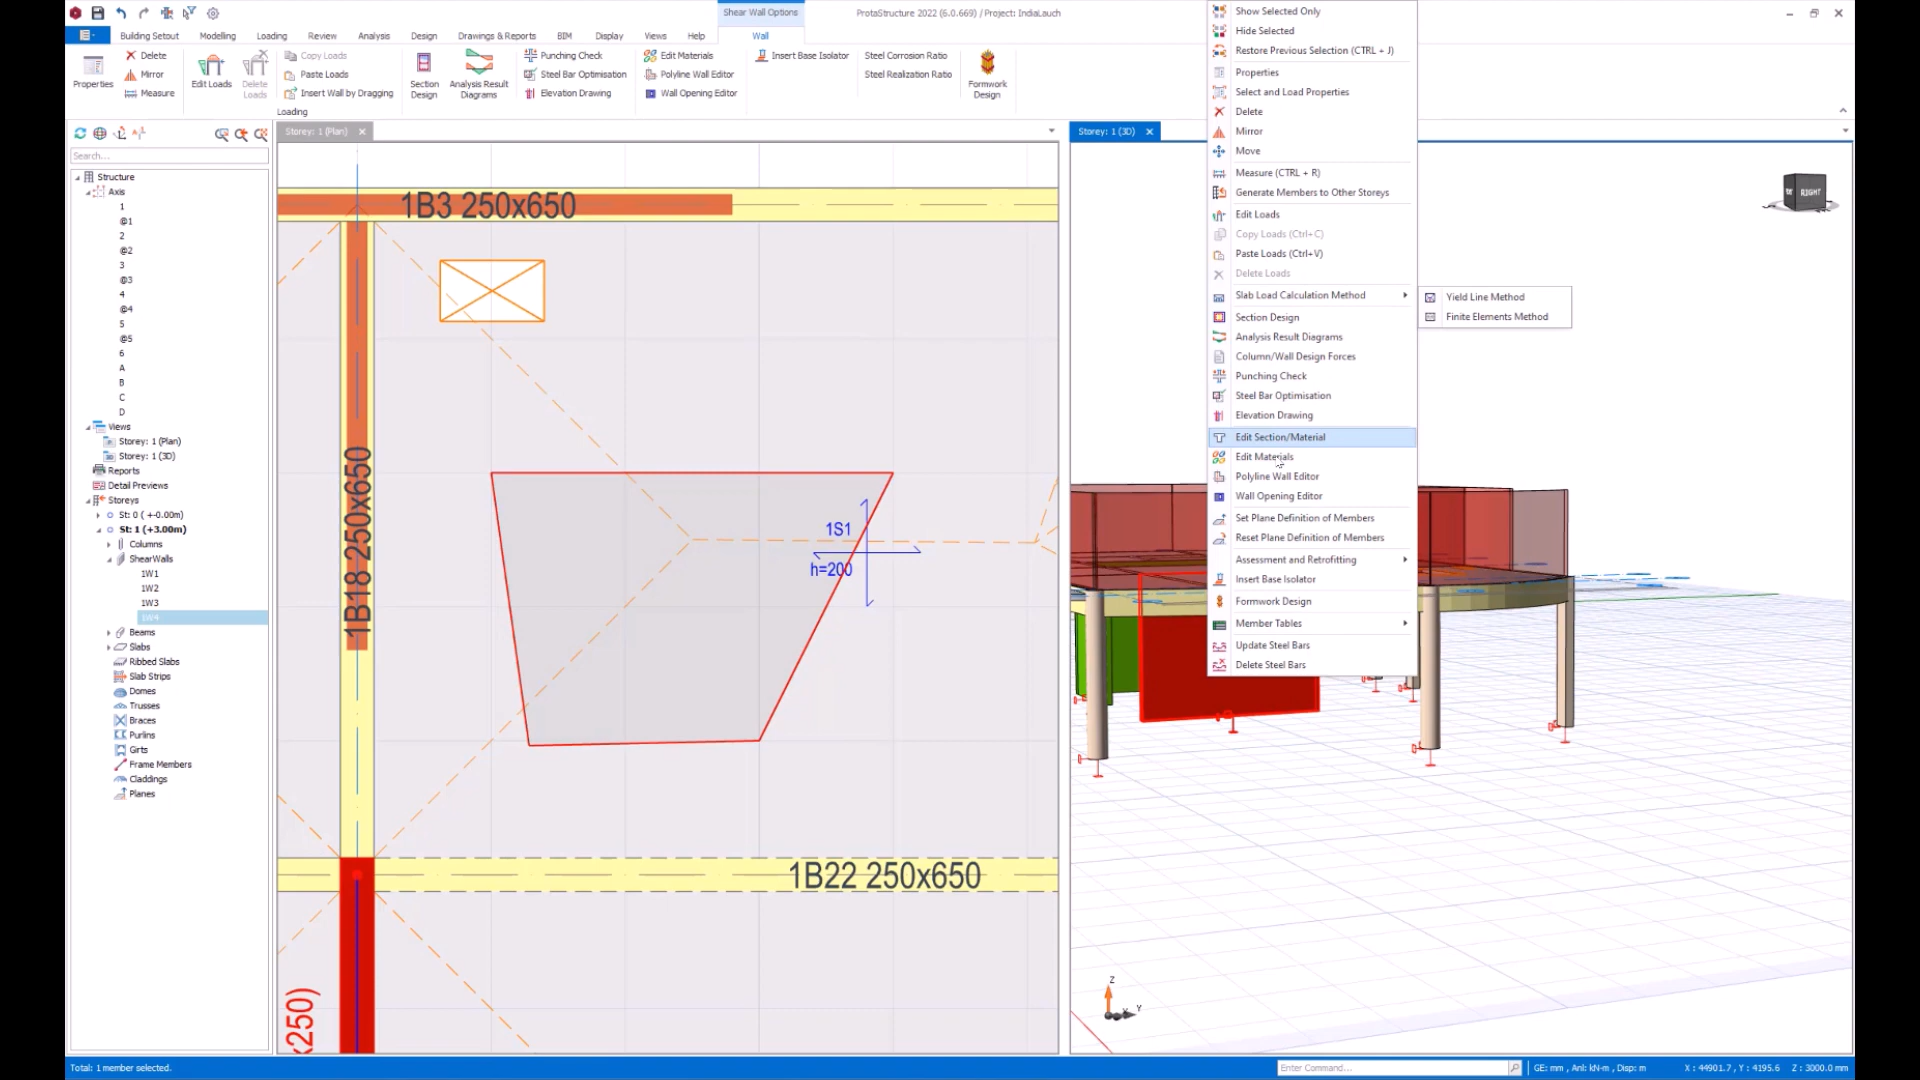 Shear Wall Options
ProtaStructure 2022 (6.0.669) / Project: IndiaLauch
Building Setout
Modelling
Loading
Review
Analysis
Design
Drawings & Reports
BIM
Display
Views
Help
Wall
Properties
Delete
Mirror
Measure
Edit Loads
Delete Loads
Copy Loads
Paste Loads
Insert Wall by Dragging
Loading
Section Design
Analysis Result Diagrams
Punching Check
Steel Bar Optimisation
Elevation Drawing
Edit Materials
Polyline Wall Editor
Wall Opening Editor
Insert Base Isolator
Steel Corrosion Ratio
Steel Realization Ratio
Formwork Design
Search...
Structure
Axis
1
@1
2
@2
3
@3
4
@4
5
@5
6
A
B
C
D
Views
Storey: 1 (Plan)
Storey: 1 (3D)
Reports
Detail Previews
Storeys
St: 0 ( +-0.00m)
St: 1 (+3.00m)
Columns
ShearWalls
1W1
1W2
1W3
1W4
Beams
Slabs
Ribbed Slabs
Slab Strips
Domes
Trusses
Braces
Purlins
Girts
Frame Members
Claddings
Planes
Storey: 1 (Plan)
1B3 250x650
1B18 250x650
1S1
h=200
1B22 250x650
x250)
Storey: 1 (3D)
RIGHT
Show Selected Only
Hide Selected
Restore Previous Selection (CTRL + J)
Properties
Select and Load Properties
Delete
Mirror
Move
Measure (CTRL + R)
Generate Members to Other Storeys
Edit Loads
Copy Loads (Ctrl+C)
Paste Loads (Ctrl+V)
Delete Loads
Slab Load Calculation Method
Yield Line Method
Finite Elements Method
Section Design
Analysis Result Diagrams
Column/Wall Design Forces
Punching Check
Steel Bar Optimisation
Elevation Drawing
Edit Section/Material
Edit Materials
Polyline Wall Editor
Wall Opening Editor
Set Plane Definition of Members
Reset Plane Definition of Members
Assessment and Retrofitting
Insert Base Isolator
Formwork Design
Member Tables
Update Steel Bars
Delete Steel Bars
Z
X
Y
Total: 1 member selected.
Enter Command...
GE: mm , Anl: kN-m , Disp: m
X : 44901.7 , Y : 4195.6
Z : 3000.0 mm